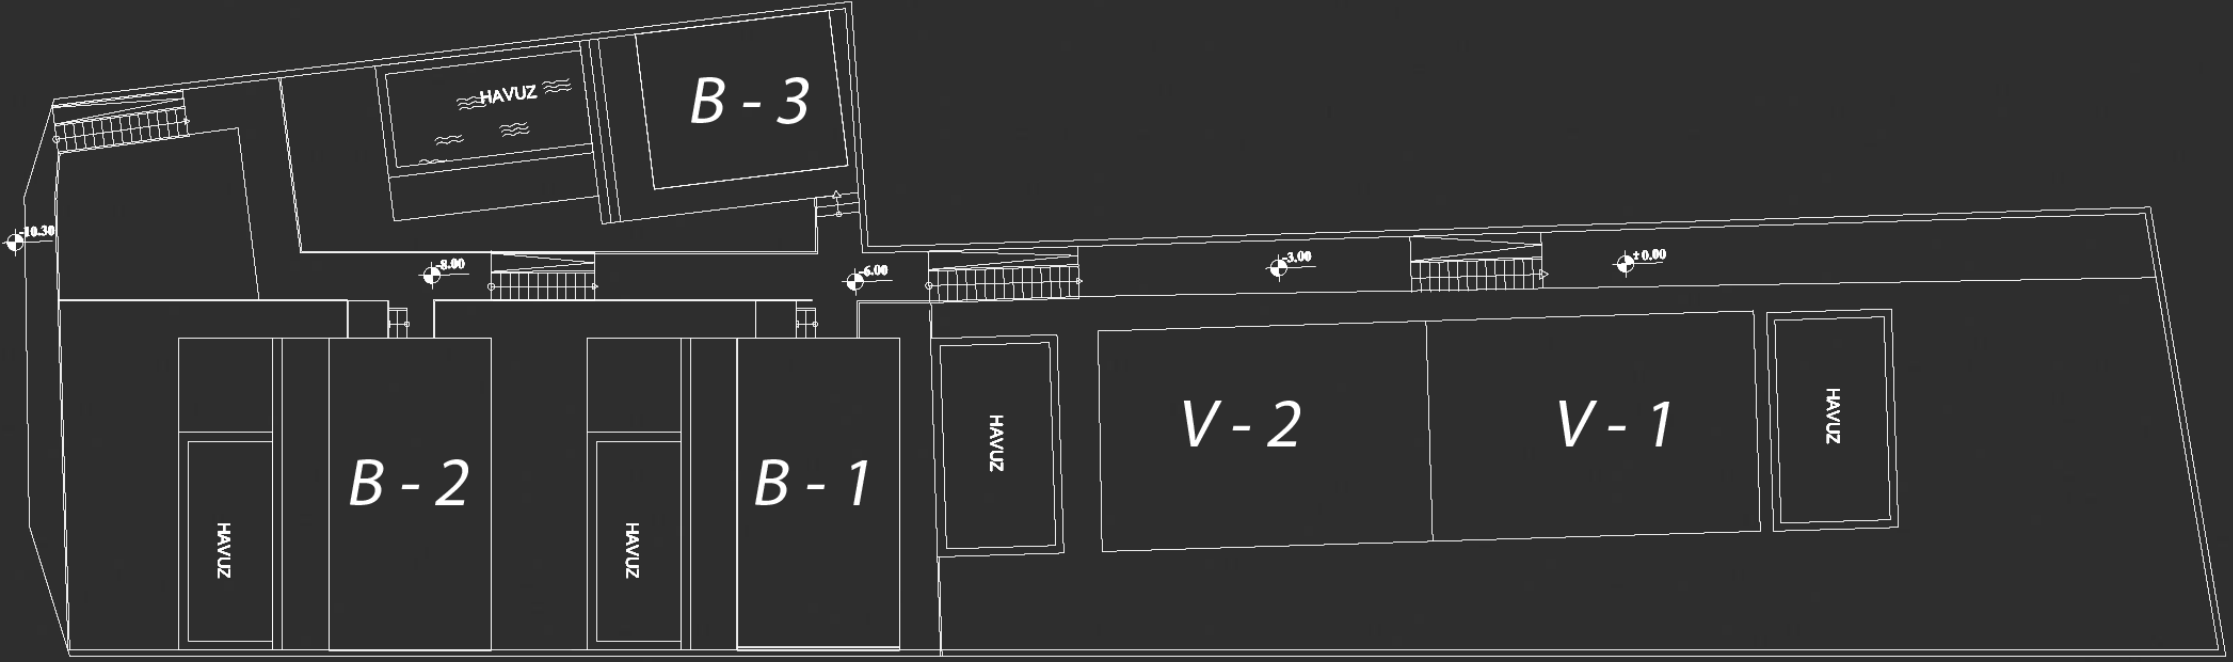 HAVUZ
B - 3
-10.30
-8.00
-6.00
-3.00
±0.00
HAVUZ
B - 2
HAVUZ
B - 1
HAVUZ
V - 2
V - 1
HAVUZ